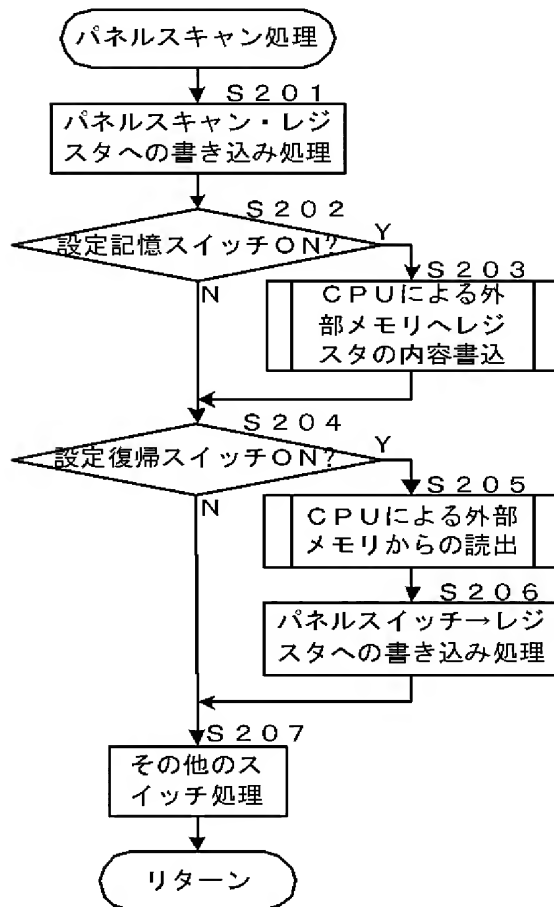 パネルスキャン処理
S201
パネルスキャン・レジ
スタへの書き込み処理
S202
設定記憶スイッチON?
Y
N
S203
CPUによる外
部メモリへレジ
スタの内容書込
S204
設定復帰スイッチON?
Y
N
S205
CPUによる外部
メモリからの読出
S206
パネルスイッチ→レジ
スタへの書き込み処理
S207
その他のス
イッチ処理
リターン